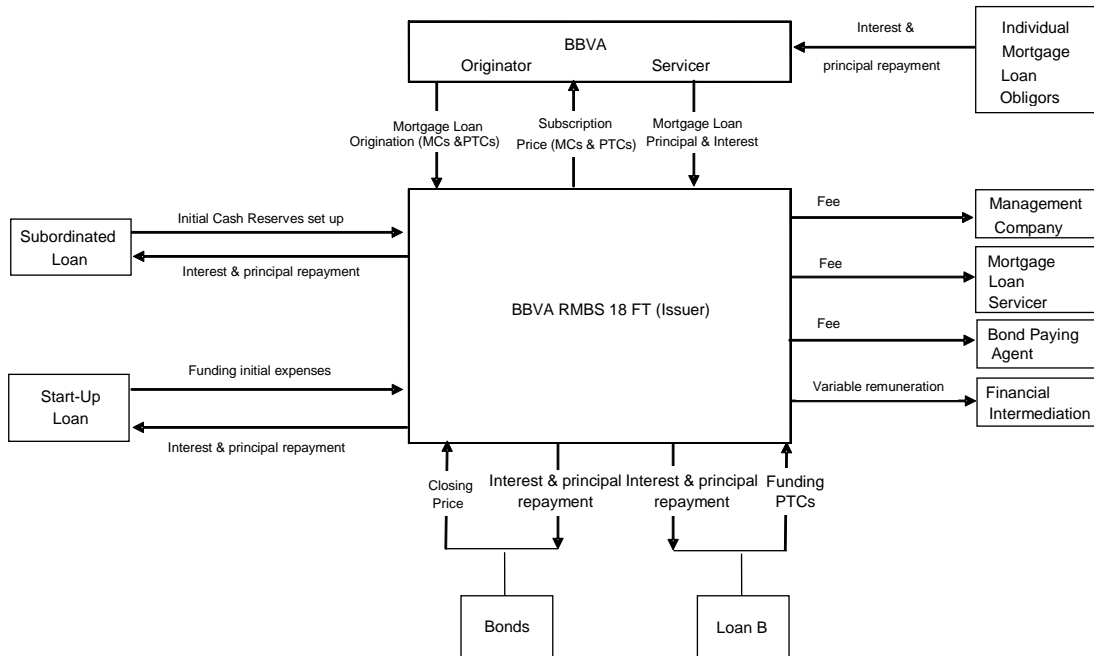 BBVA
Originator
Servicer
Interest &
principal repayment
Individual
Mortgage
Loan
Obligors
Mortgage Loan
Origination (MCs &PTCs)
Subscription
Price (MCs & PTCs)
Mortgage Loan
Principal & Interest
Initial Cash Reserves set up
Subordinated
Loan
Interest & principal repayment
Fee
Management
Company
Fee
Mortgage
Loan
Servicer
BBVA RMBS 18 FT (Issuer)
Fee
Bond Paying
Agent
Funding initial expenses
Start-Up
Loan
Interest & principal repayment
Variable remuneration
Financial
Intermediation
Closing
Price
Interest & principal
repayment
Interest & principal
repayment
Funding
PTCs
Bonds
Loan B